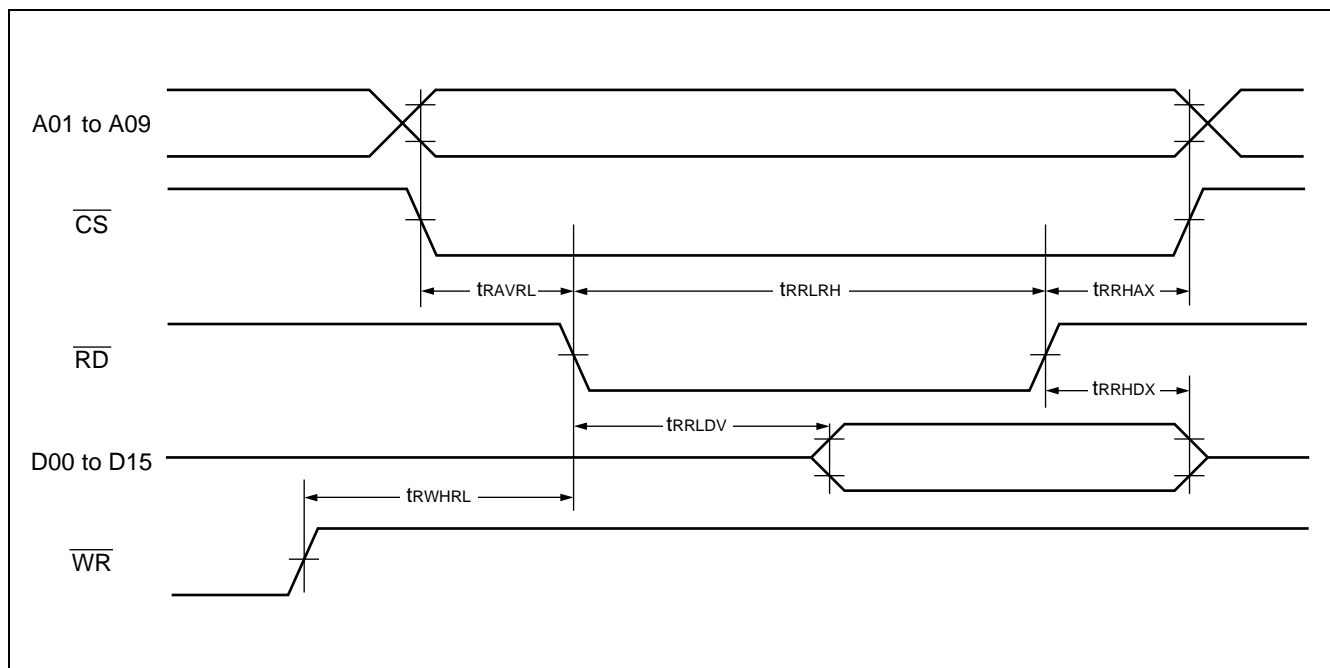 A01 to A09
CS
tRAVRL
tRRLRH
tRRHAX
RD
tRRHDX
tRRLDV
D00 to D15
tRWHRL
WR